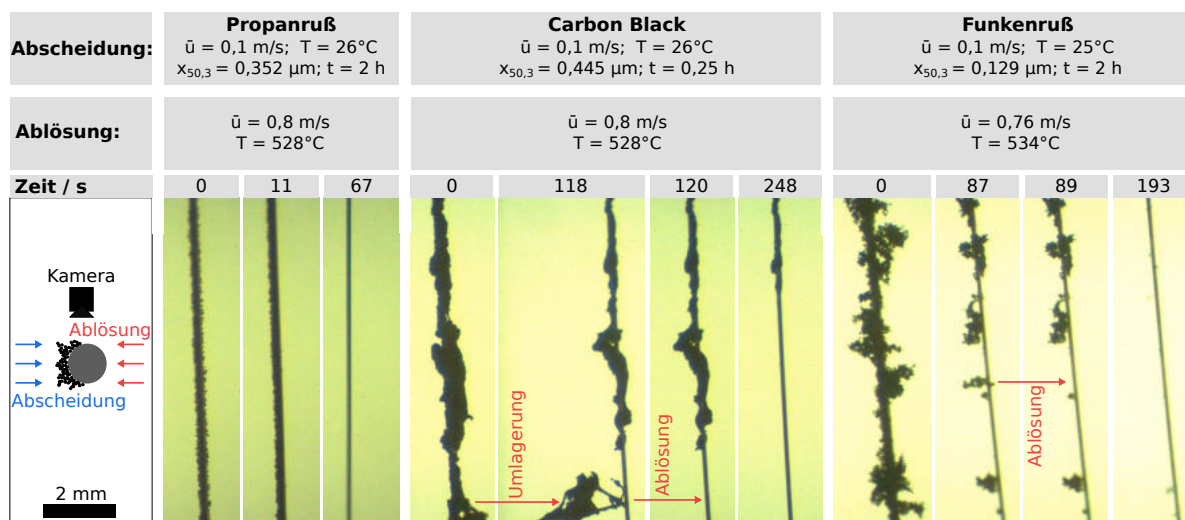 Abscheidung:
Propanruß
ū = 0,1 m/s;  T = 26°C
x50,3 = 0,352 µm; t = 2 h
Carbon Black
ū = 0,1 m/s;  T = 26°C
x50,3 = 0,445 µm; t = 0,25 h
Funkenruß
ū = 0,1 m/s;  T = 25°C
x50,3 = 0,129 µm; t = 2 h
Ablösung:
ū = 0,8 m/s
T = 528°C
ū = 0,8 m/s
T = 528°C
ū = 0,76 m/s
T = 534°C
Zeit / s
0
11
67
0
118
120
248
0
87
89
193
Kamera
Ablösung
Abscheidung
2 mm
Umlagerung
Ablösung
Ablösung